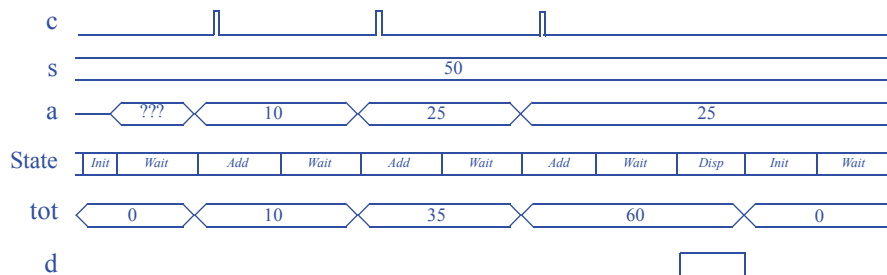 c
s 50
a ??? 10 25 25
State Init Wait Add Wait Add Wait Add Wait Disp Init Wait
tot 0 10 35 60 0
d